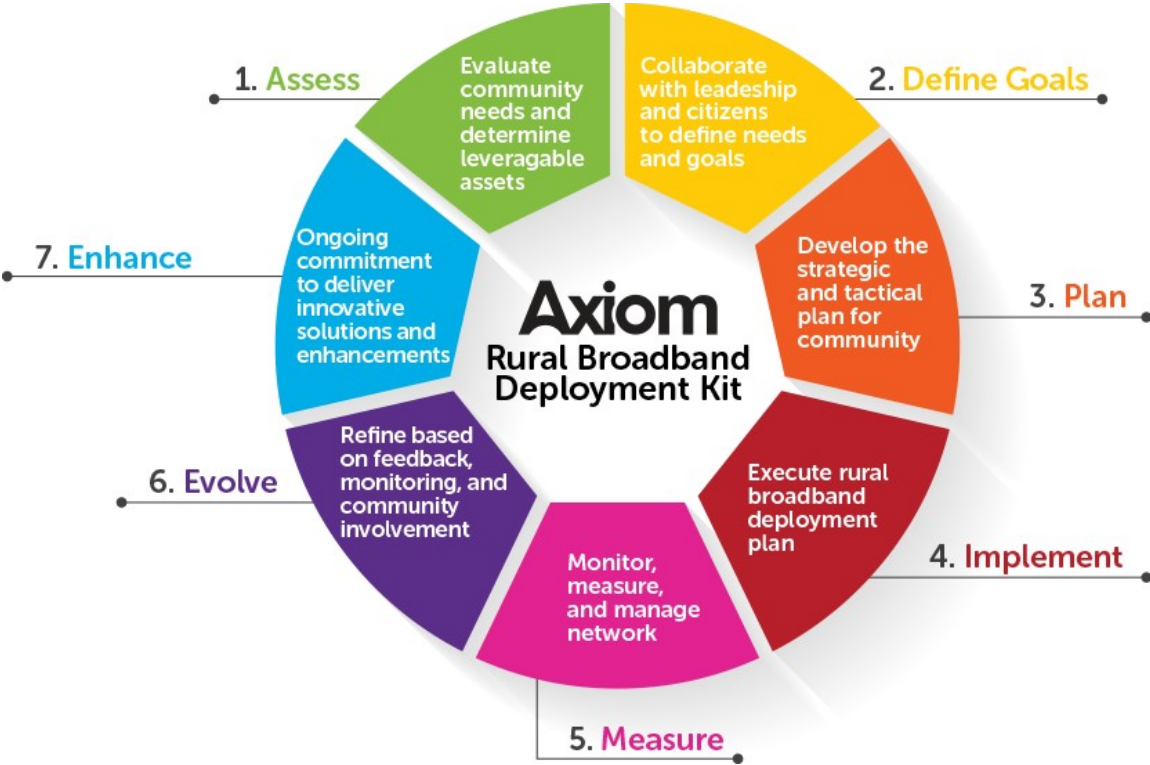 1. Assess
Evaluate
community
needs and
determine
leveragable
assets
2. Define Goals
Collaborate
with leadeship
and citizens
to define needs
and goals
3. Plan
Develop the
strategic
and tactical
plan for
community
4. Implement
Execute rural
broadband
deployment
plan
5. Measure
Monitor,
measure,
and manage
network
6. Evolve
Refine based
on feedback,
monitoring, and
community
involvement
7. Enhance
Ongoing
commitment
to deliver
innovative
solutions and
enhancements
Axiom
Rural Broadband
Deployment Kit